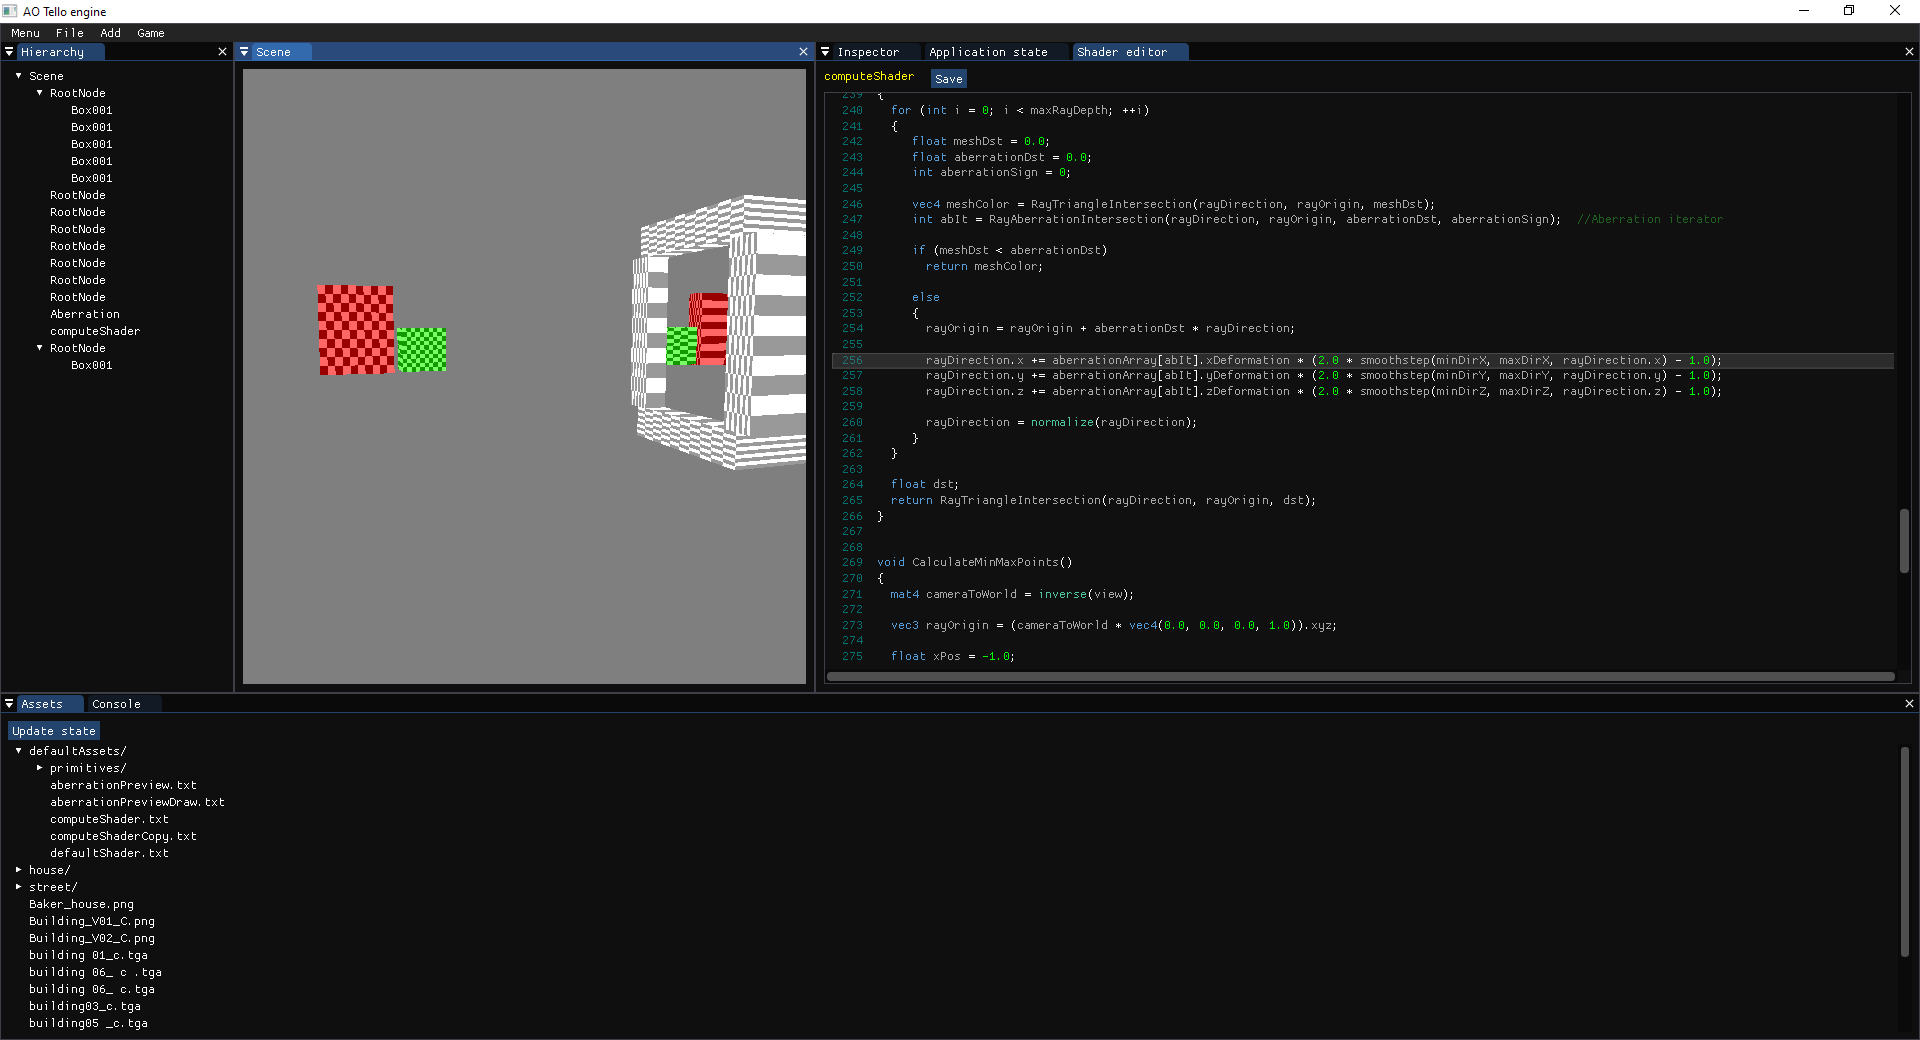 AO Tello engine
Menu File Add Game
Hierarchy
Scene
RootNode
Box001
Box001
Box001
Box001
Box001
RootNode
RootNode
RootNode
RootNode
RootNode
RootNode
RootNode
Aberration
computeShader
RootNode
Box001
Scene
Inspector Application state Shader editor
computeShader Save
239 {
240 for (int i = 0; i < maxRayDepth; ++i)
241 {
242 float meshDst = 0.0;
243 float aberrationDst = 0.0;
244 int aberrationSign = 0;
245
246 vec4 meshColor = RayTriangleIntersection(rayDirection, rayOrigin, meshDst);
247 int abIt = RayAberrationIntersection(rayDirection, rayOrigin, aberrationDst, aberrationSign); //Aberration iterator
248
249 if (meshDst < aberrationDst)
250 return meshColor;
251
252 else
253 {
254 rayOrigin = rayOrigin + aberrationDst * rayDirection;
255
256 rayDirection.x += aberrationArray[abIt].xDeformation * (2.0 * smoothstep(minDirX, maxDirX, rayDirection.x) - 1.0);
257 rayDirection.y += aberrationArray[abIt].yDeformation * (2.0 * smoothstep(minDirY, maxDirY, rayDirection.y) - 1.0);
258 rayDirection.z += aberrationArray[abIt].zDeformation * (2.0 * smoothstep(minDirZ, maxDirZ, rayDirection.z) - 1.0);
259
260 rayDirection = normalize(rayDirection);
261 }
262 }
263
264 float dst;
265 return RayTriangleIntersection(rayDirection, rayOrigin, dst);
266 }
267
268
269 void CalculateMinMaxPoints()
270 {
271 mat4 cameraToWorld = inverse(view);
272
273 vec3 rayOrigin = (cameraToWorld * vec4(0.0, 0.0, 0.0, 1.0)).xyz;
274
275 float xPos = -1.0;
Assets Console
Update state
defaultAssets/
primitives/
aberrationPreview.txt
aberrationPreviewDraw.txt
computeShader.txt
computeShaderCopy.txt
defaultShader.txt
house/
street/
Baker_house.png
Building_V01_C.png
Building_V02_C.png
building 01_c.tga
building 06_ c .tga
building 06_ c.tga
building03_c.tga
building05 _c.tga